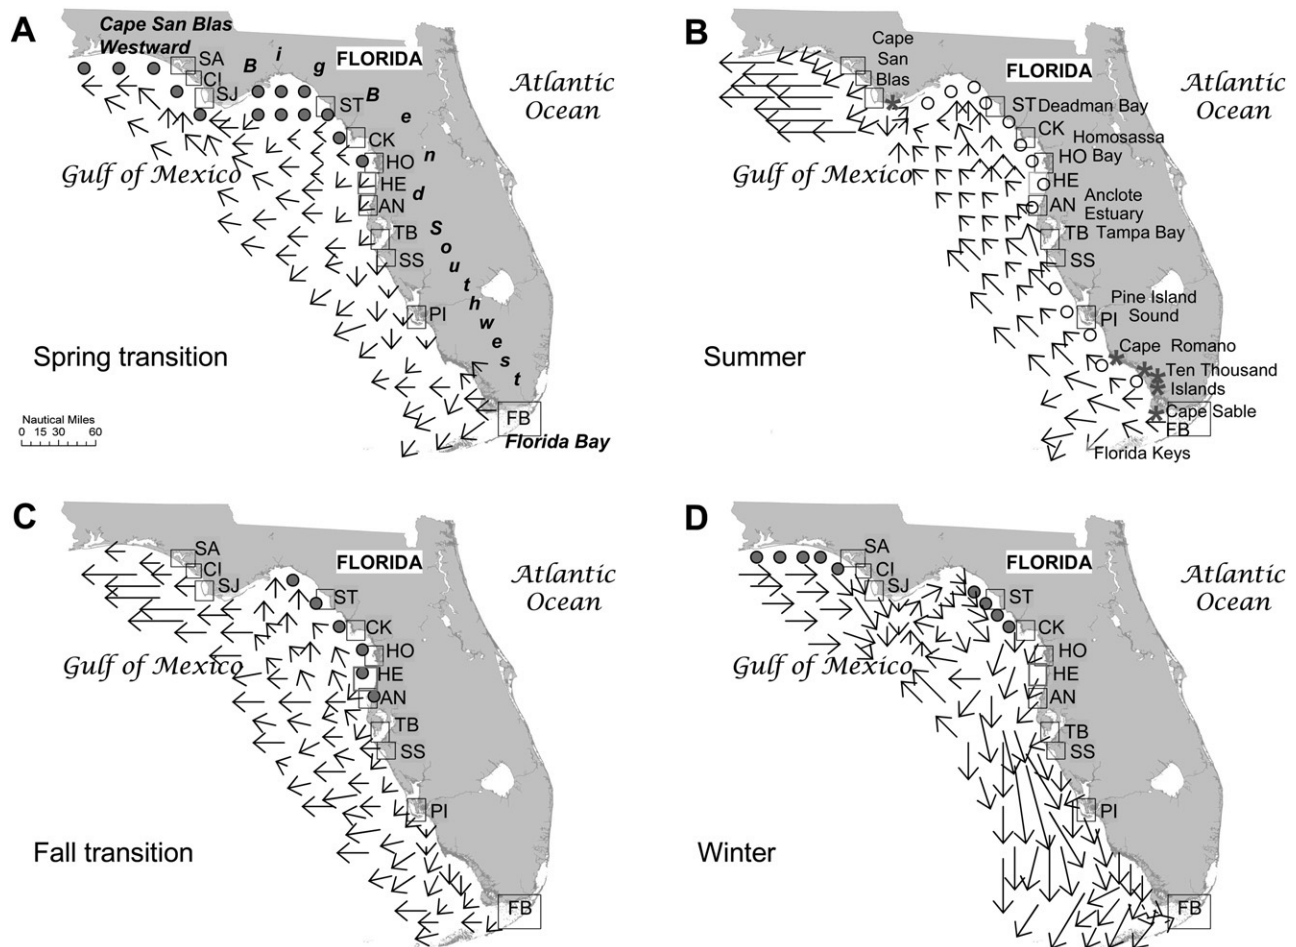 A
Cape San Blas
Westward
SA
CI
SJ
B i g B e n d
FLORIDA
Atlantic
Ocean
ST
CK
HO
HE
AN
TB
SS
PI
S o u t h w e s t
Gulf of Mexico
Spring transition
Nautical Miles
0 15 30 60
FB
Florida Bay
B
Cape
San
Blas
FLORIDA
Atlantic
Ocean
ST Deadman Bay
CK
Homosassa
HO Bay
HE
AN Anclote
Estuary
TB Tampa Bay
SS
Gulf of Mexico
Pine Island
Sound
PI
Cape Romano
Ten Thousand
Islands
Cape Sable
FB
Florida Keys
Summer
C
SA
CI
SJ
FLORIDA
Atlantic
Ocean
ST
CK
HO
HE
AN
TB
SS
PI
Gulf of Mexico
Fall transition
FB
D
SA
CI
SJ
FLORIDA
Atlantic
Ocean
ST
CK
HO
HE
AN
TB
SS
PI
Gulf of Mexico
Winter
FB